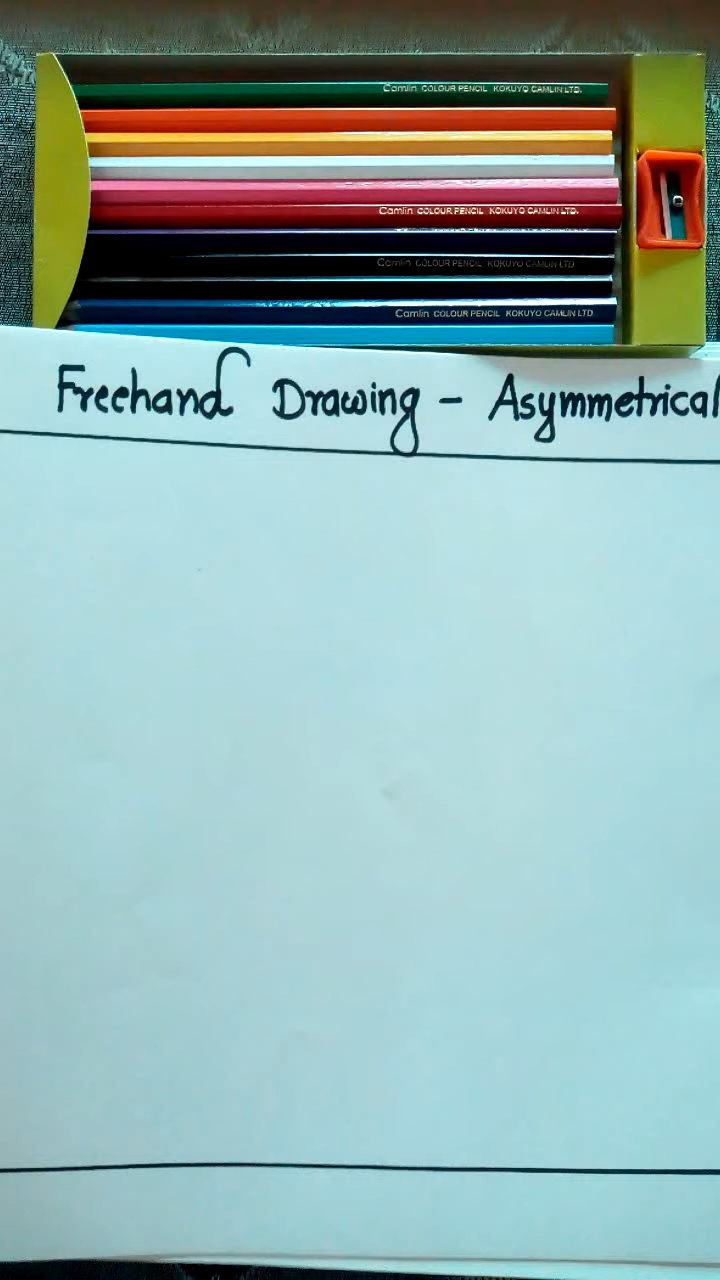 Camlin COLOUR PENCIL KOKUYO CAMLIN LTD.
Camlin COLOUR PENCIL KOKUYO CAMLIN LTD.
Camlin COLOUR PENCIL KOKUYO CAMLIN LTD
Camlin COLOUR PENCIL KOKUYO CAMLIN LTD
Freehand Drawing - Asymmetrical